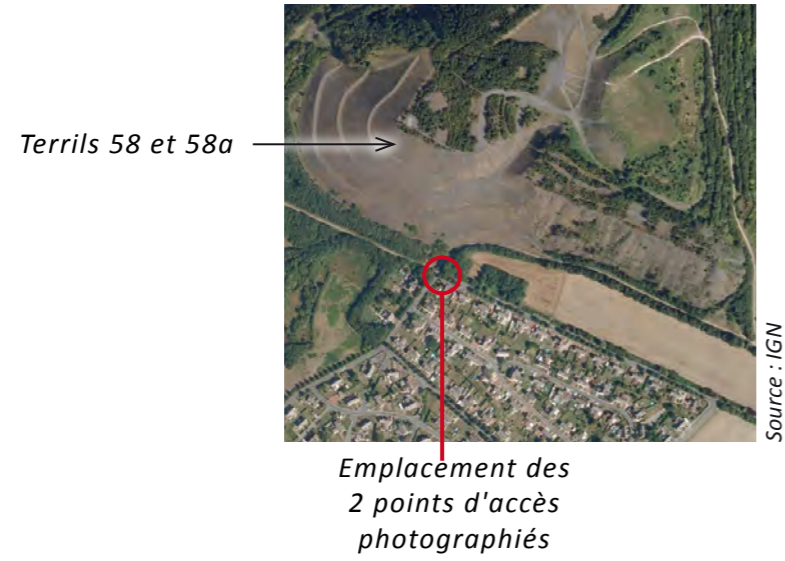 Terrils 58 et 58a
Source : IGN
Emplacement des
2 points d'accès
photographiés